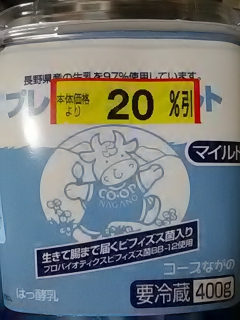 長野県産の生乳を97%使用しています。
プレ
ト
本体価格
より
20 %引
マイルド
CO-OP
NAGANO
生きて腸まで届くビフィズス菌入り
プロバイオティクスビフィズス菌BB-12使用
コープながの
はっ酵乳
要冷蔵 400g